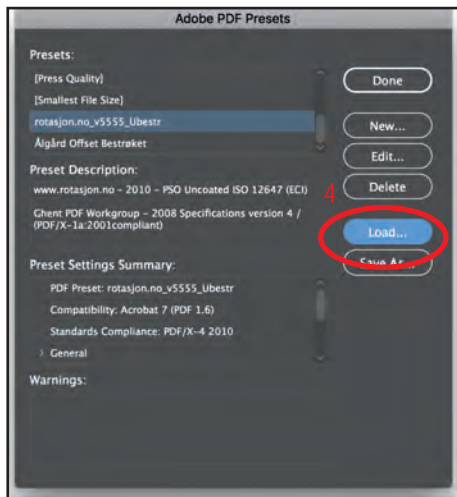 Adobe PDF Presets
Presets:
[Press Quality]
[Smallest File Size]
rotasjon.no_v5555_Ubestr
Ålgård Offset Bestrøket
Preset Description:
www.rotasjon.no – 2010 – PSO Uncoated ISO 12647 (ECI)
Ghent PDF Workgroup – 2008 Specifications version 4 /
(PDF/X-1a:2001compliant)
Preset Settings Summary:
PDF Preset: rotasjon.no_v5555_Ubestr
Compatibility: Acrobat 7 (PDF 1.6)
Standards Compliance: PDF/X-4 2010
> General
Warnings:
Done
New...
Edit...
Delete
4
Load...
Save As...